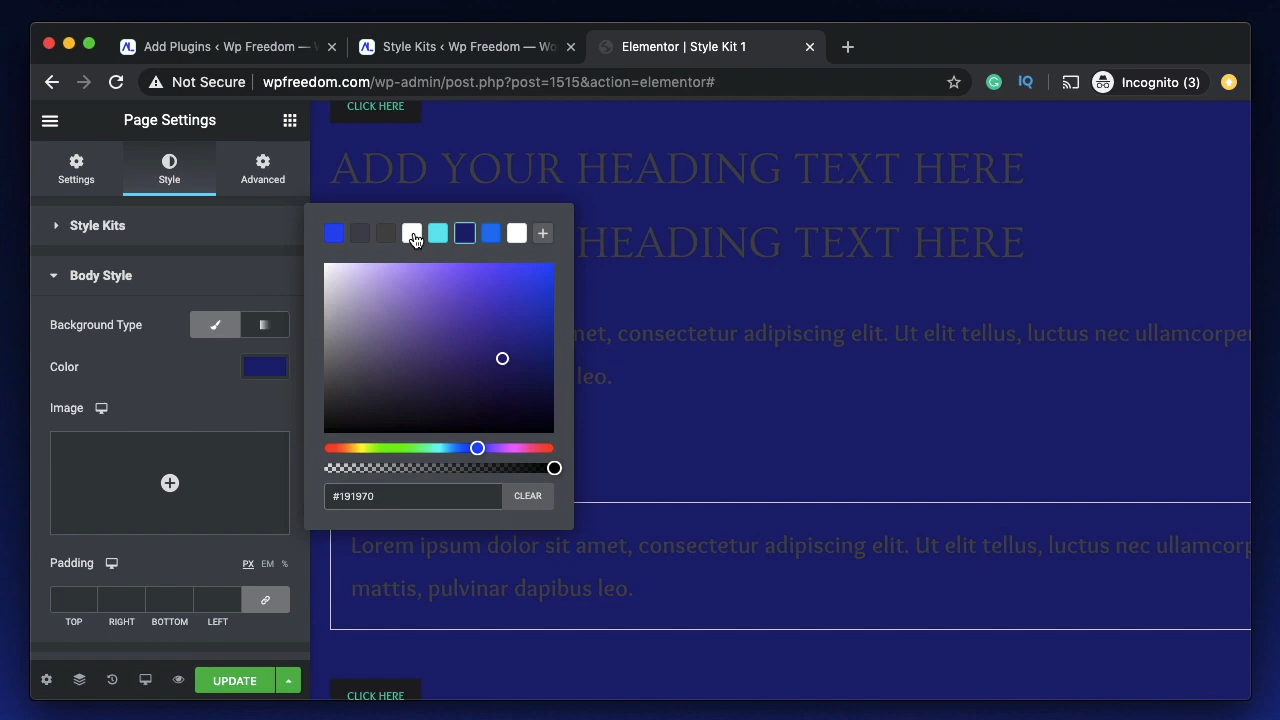 Add Plugins ‹ Wp Freedom — W
Style Kits ‹ Wp Freedom — Wo
Elementor | Style Kit 1
Not Secure
wpfreedom.com/wp-admin/post.php?post=1515&action=elementor#
IQ
Incognito (3)
Page Settings
Settings
Style
Advanced
Style Kits
Body Style
Background Type
Color
Image
Padding
PX
EM
%
TOP
RIGHT
BOTTOM
LEFT
UPDATE
#191970
CLEAR
CLICK HERE
ADD YOUR HEADING TEXT HERE
HEADING TEXT HERE
met, consectetur adipiscing elit. Ut elit tellus, luctus nec ullamcorper
leo.
Lorem ipsum dolor sit amet, consectetur adipiscing elit. Ut elit tellus, luctus nec ullamcorp
mattis, pulvinar dapibus leo.
CLICK HERE